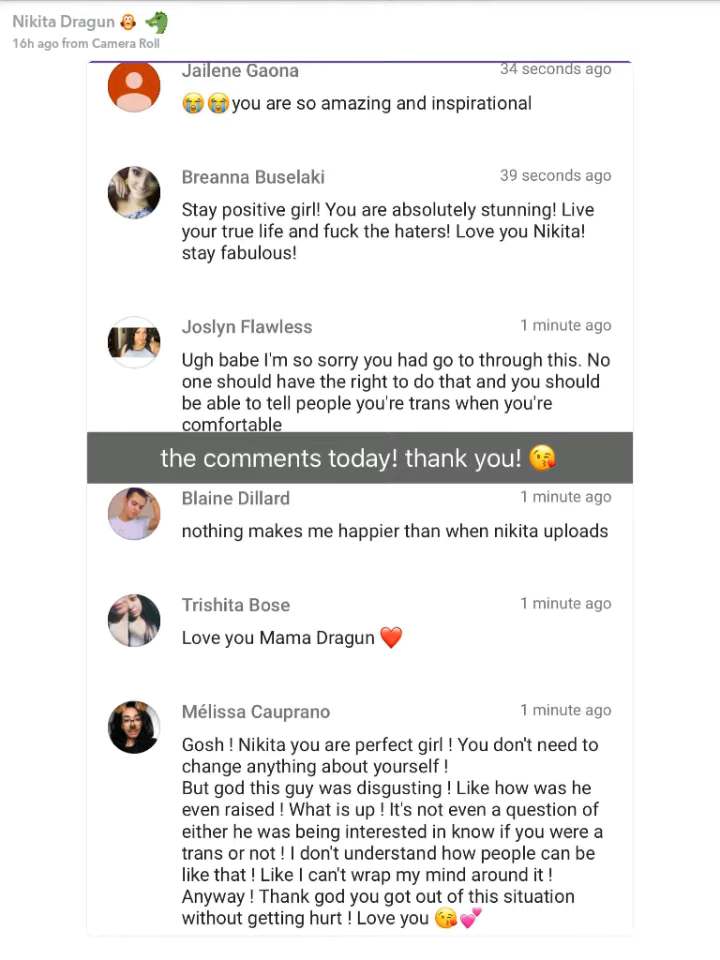 Nikita Dragun 🙉 🐲
16h ago from Camera Roll
Jailene Gaona 34 seconds ago
😭😭you are so amazing and inspirational
Breanna Buselaki 39 seconds ago
Stay positive girl! You are absolutely stunning! Live
your true life and fuck the haters! Love you Nikita!
stay fabulous!
Joslyn Flawless 1 minute ago
Ugh babe I'm so sorry you had go to through this. No
one should have the right to do that and you should
be able to tell people you're trans when you're
comfortable
the comments today! thank you! 😘
Blaine Dillard 1 minute ago
nothing makes me happier than when nikita uploads
Trishita Bose 1 minute ago
Love you Mama Dragun ❤️
Mélissa Cauprano 1 minute ago
Gosh ! Nikita you are perfect girl ! You don't need to
change anything about yourself !
But god this guy was disgusting ! Like how was he
even raised ! What is up ! It's not even a question of
either he was being interested in know if you were a
trans or not ! I don't understand how people can be
like that ! Like I can't wrap my mind around it !
Anyway ! Thank god you got out of this situation
without getting hurt ! Love you 😘💕